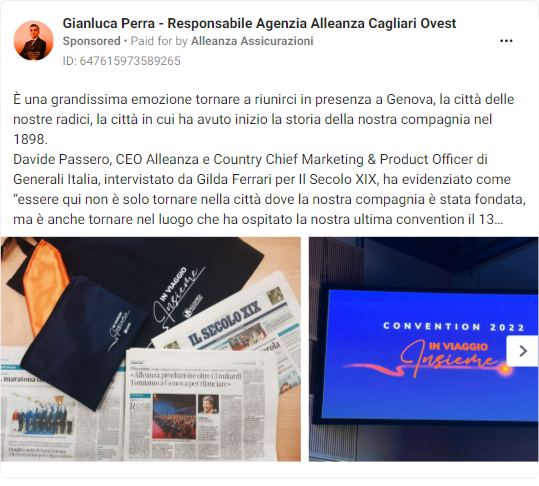 Gianluca Perra - Responsabile Agenzia Alleanza Cagliari Ovest
Sponsored • Paid for by Alleanza Assicurazioni
ID: 647615973589265
È una grandissima emozione tornare a riunirci in presenza a Genova, la città delle
nostre radici, la città in cui ha avuto inizio la storia della nostra compagnia nel
1898.
Davide Passero, CEO Alleanza e Country Chief Marketing & Product Officer di
Generali Italia, intervistato da Gilda Ferrari per Il Secolo XIX, ha evidenziato come
“essere qui non è solo tornare nella città dove la nostra compagnia è stata fondata,
ma è anche tornare nel luogo che ha ospitato la nostra ultima convention il 13...
IN VIAGGIO
Insieme
IN VIAGGIO
Insieme
IL SECOLO XIX
maratona
«Alleanza, produzione oltre i 3 miliardi
Torniamo a Genova per rilanciare»
CONVENTION 2022
IN VIAGGIO
Insieme